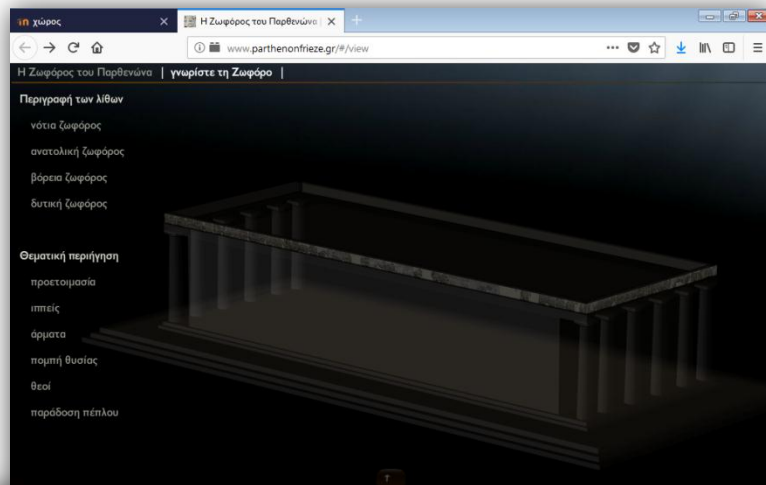 in χώρος
Η Ζωφόρος του Παρθενώνα |
www.parthenonfrieze.gr/#/view
Η Ζωφόρος του Παρθενώνα | γνωρίστε τη Ζωφόρο |
Περιγραφή των λίθων
νότια ζωφόρος
ανατολική ζωφόρος
βόρεια ζωφόρος
δυτική ζωφόρος
Θεματική περιήγηση
προετοιμασία
ιππείς
άρματα
πομπή θυσίας
θεοί
παράδοση πέπλου